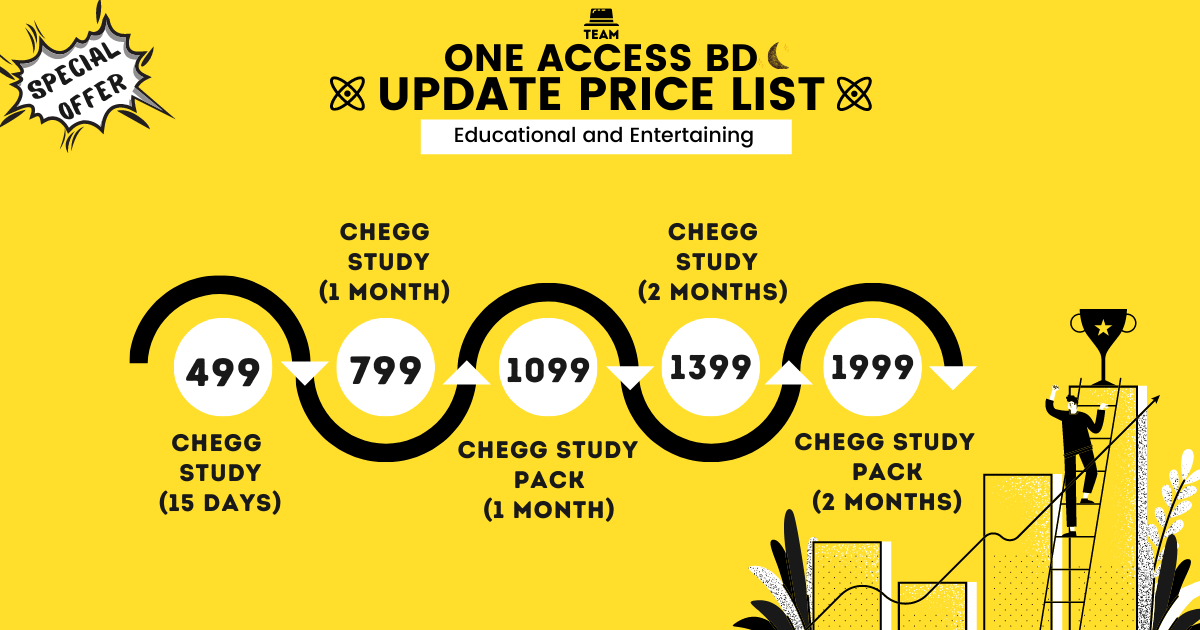 SPECIAL
OFFER
TEAM
ONE ACCESS BD
UPDATE PRICE LIST
Educational and Entertaining
499
CHEGG
STUDY
(15 DAYS)
CHEGG
STUDY
(1 MONTH)
799
1099
CHEGG STUDY
PACK
(1 MONTH)
CHEGG
STUDY
(2 MONTHS)
1399
1999
CHEGG STUDY
PACK
(2 MONTHS)